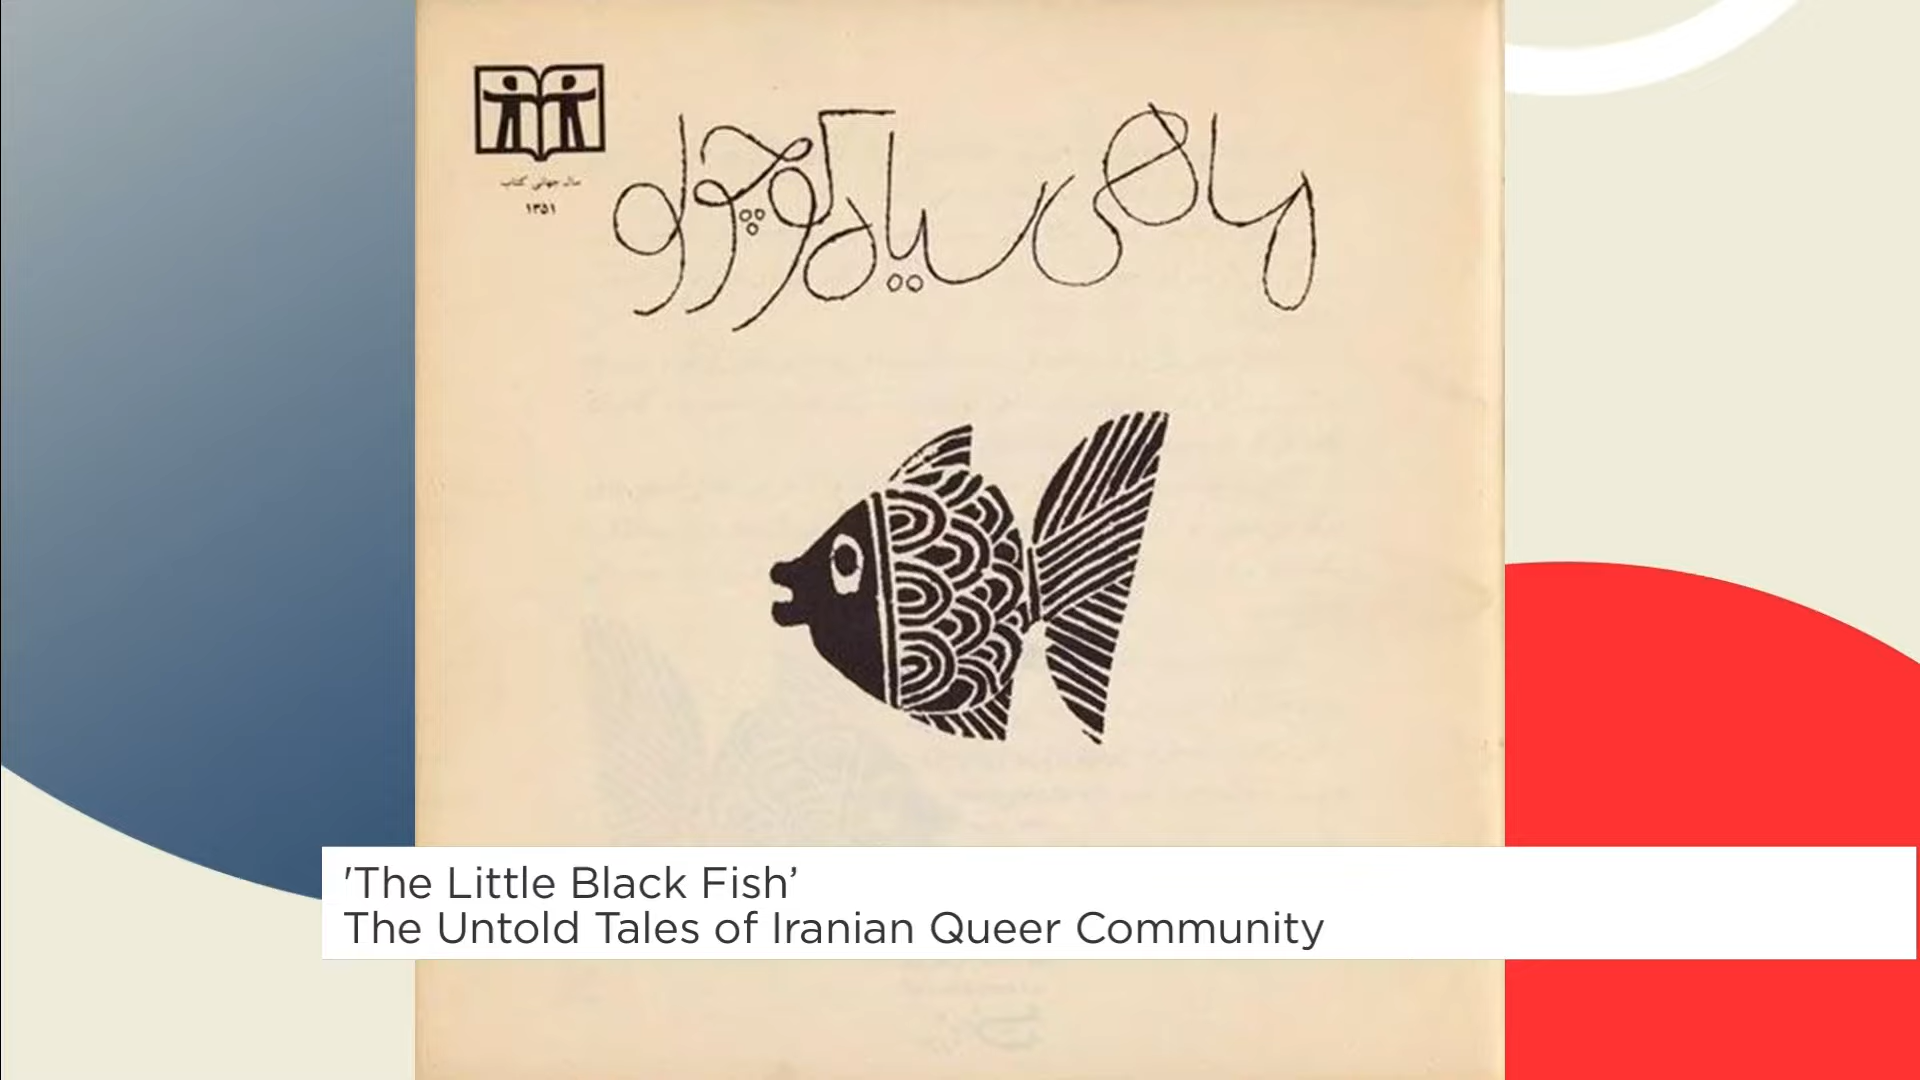 ماهی سیاه کوچولو
سال جهانی کتاب
۱۳۵۱
'The Little Black Fish’
The Untold Tales of Iranian Queer Community